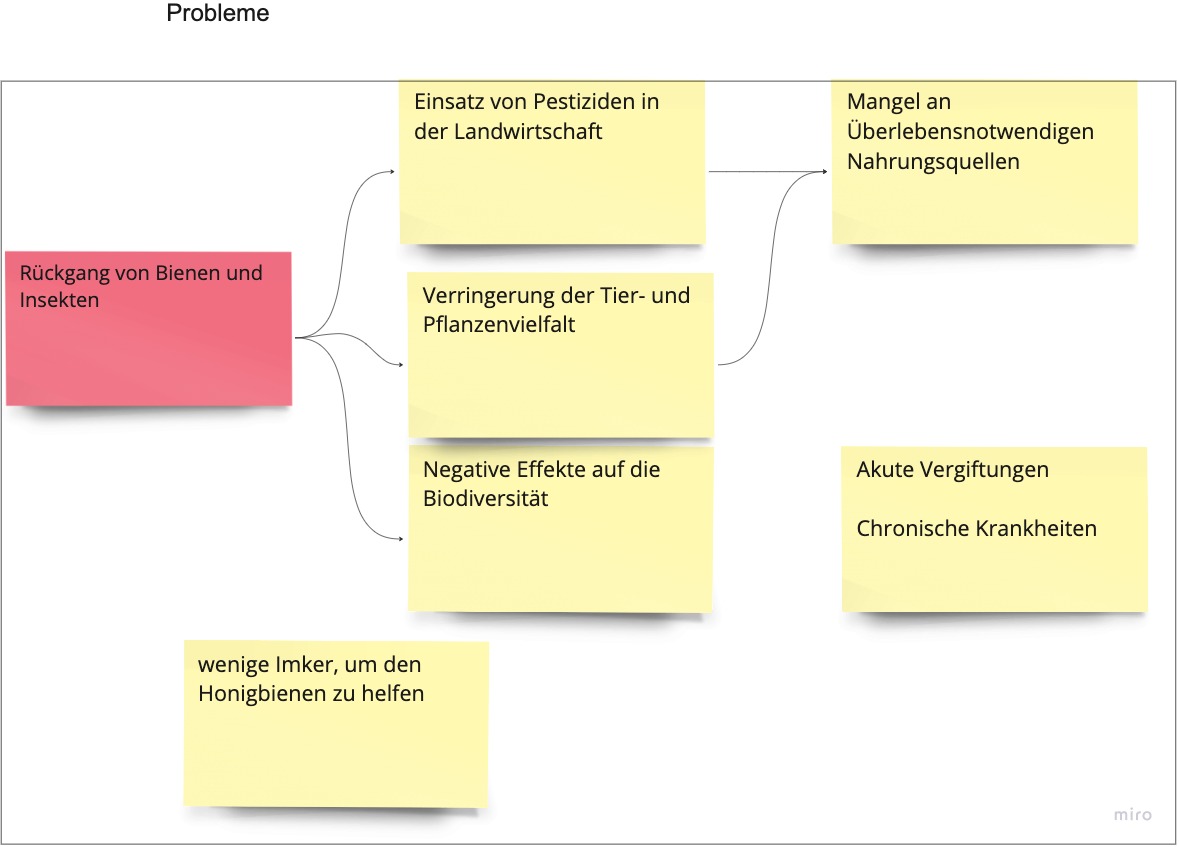 Probleme
Einsatz von Pestiziden in
der Landwirtschaft
Mangel an
Überlebensnotwendigen
Nahrungsquellen
Rückgang von Bienen und
Insekten
Verringerung der Tier- und
Pflanzenvielfalt
Negative Effekte auf die
Biodiversität
Akute Vergiftungen
Chronische Krankheiten
wenige Imker, um den
Honigbienen zu helfen
miro